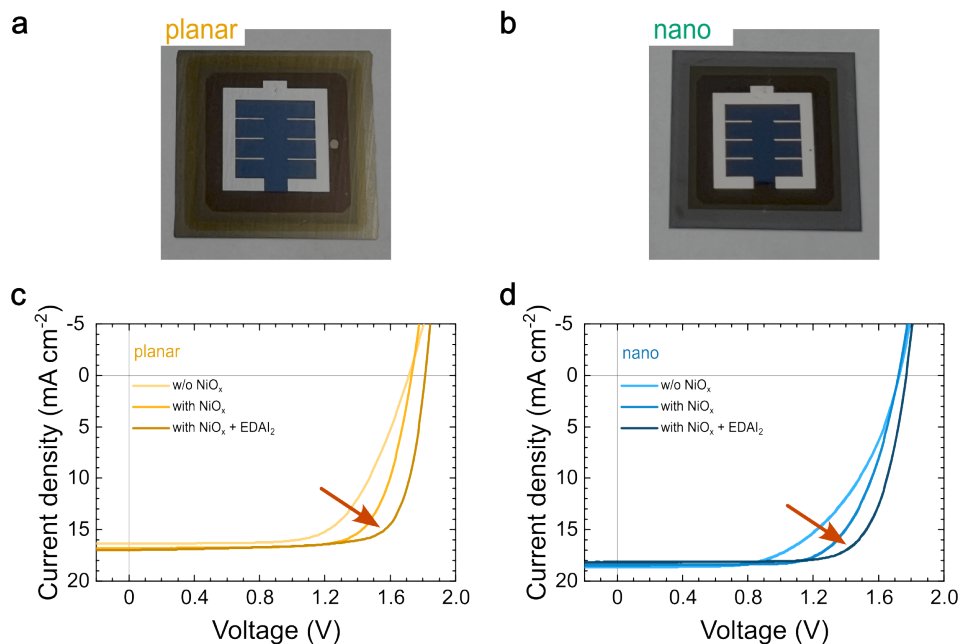 a
planar
b
nano
c
Current density (mA cm⁻²)
-5
0
5
10
15
20
planar
w/o NiOₓ
with NiOₓ
with NiOₓ + EDAI₂
0
0.4
0.8
1.2
1.6
2.0
Voltage (V)
d
Current density (mA cm⁻²)
-5
0
5
10
15
20
nano
w/o NiOₓ
with NiOₓ
with NiOₓ + EDAI₂
0
0.4
0.8
1.2
1.6
2.0
Voltage (V)